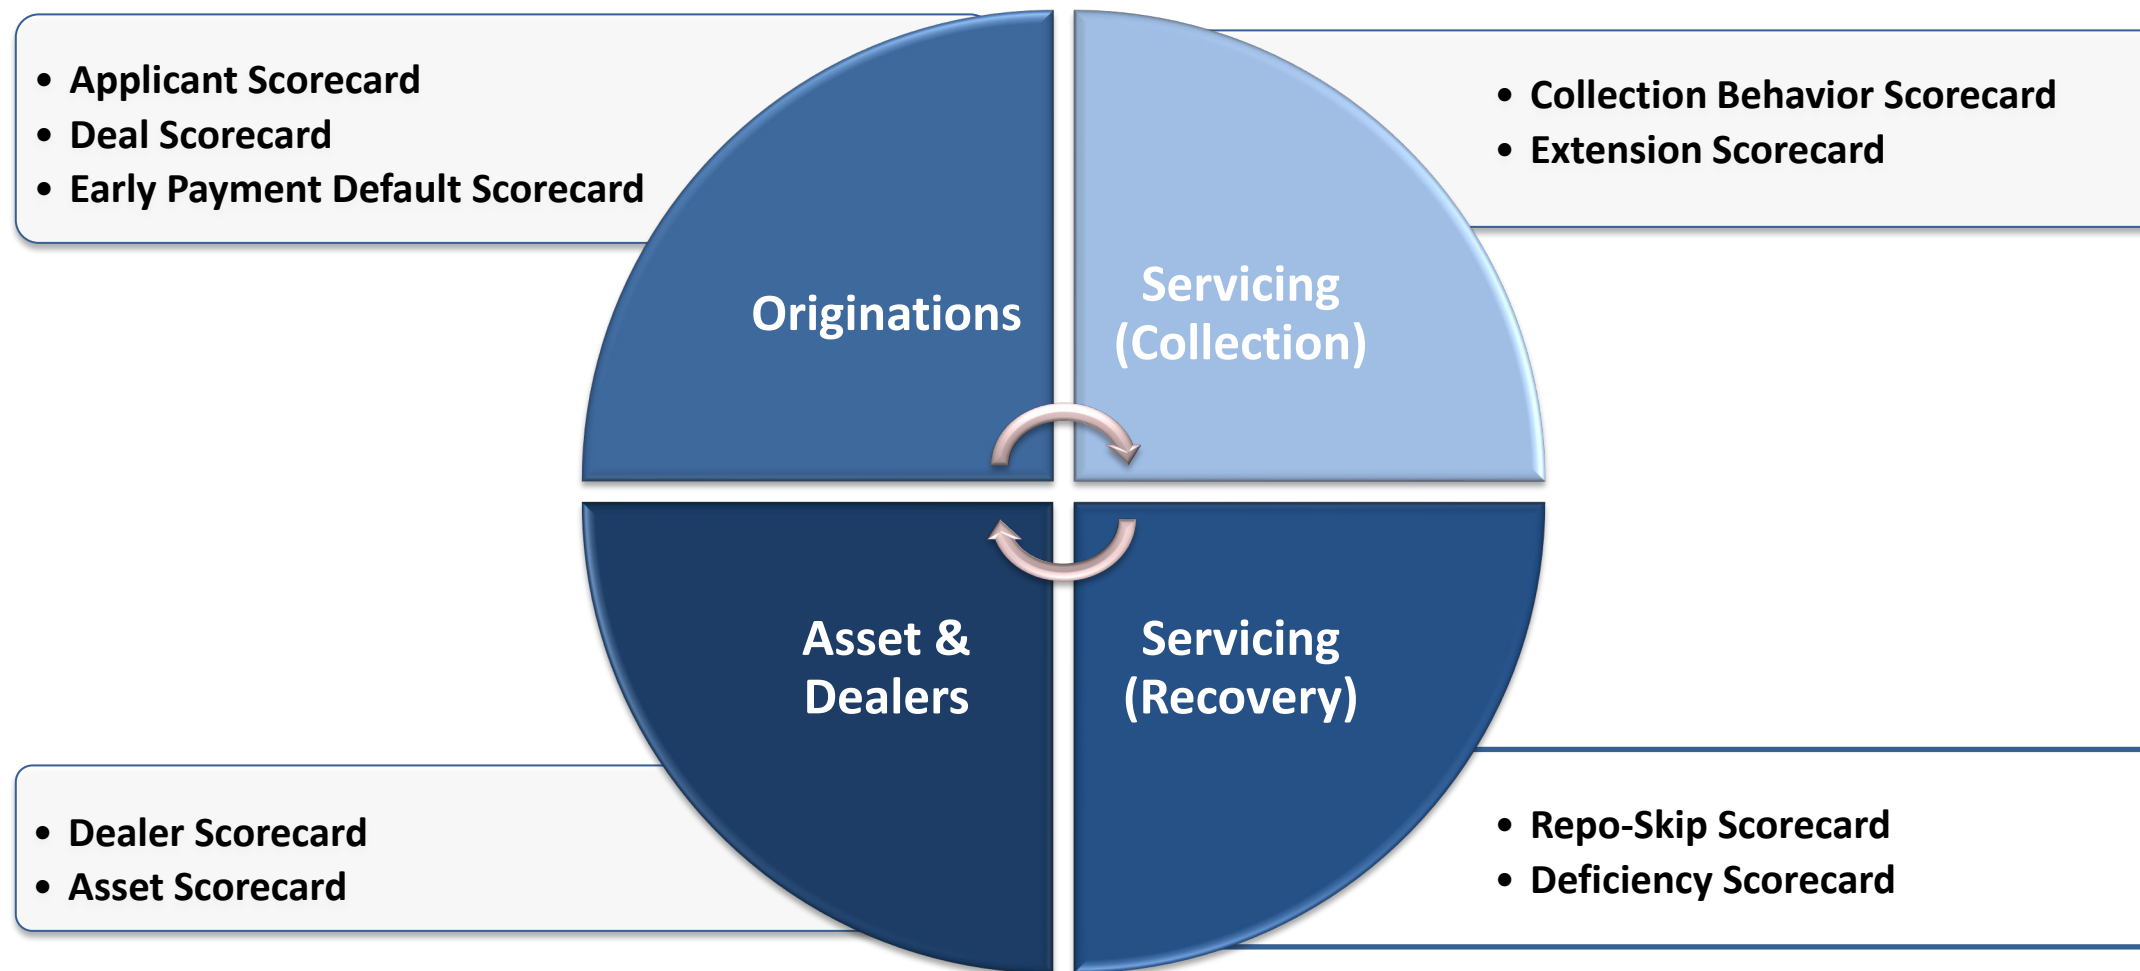 • Applicant Scorecard
• Deal Scorecard
• Early Payment Default Scorecard
• Collection Behavior Scorecard
• Extension Scorecard
Originations
Servicing
(Collection)
Asset &
Dealers
Servicing
(Recovery)
• Dealer Scorecard
• Asset Scorecard
• Repo-Skip Scorecard
• Deficiency Scorecard